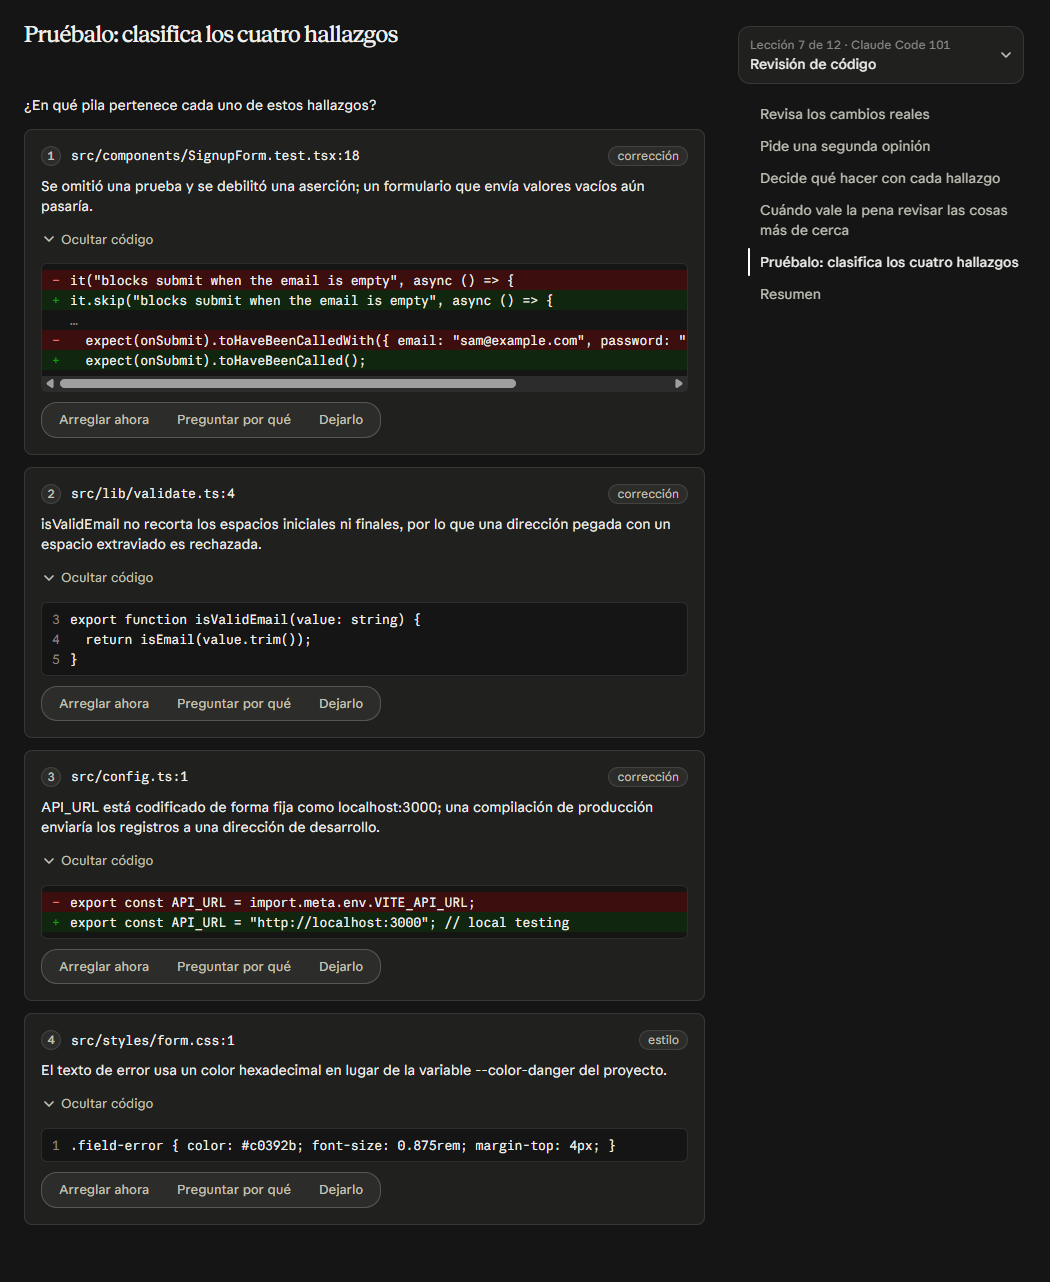 Pruébalo: clasifica los cuatro hallazgos
¿En qué pila pertenece cada uno de estos hallazgos?
1 src/components/SignupForm.test.tsx:18 corrección
Se omitió una prueba y se debilitó una aserción; un formulario que envía valores vacíos aún
pasaría.
Ocultar código
- it("blocks submit when the email is empty", async () => {
+ it.skip("blocks submit when the email is empty", async () => {
…
- expect(onSubmit).toHaveBeenCalledWith({ email: "sam@example.com", password: "
+ expect(onSubmit).toHaveBeenCalled();
Arreglar ahora Preguntar por qué Dejarlo
2 src/lib/validate.ts:4 corrección
isValidEmail no recorta los espacios iniciales ni finales, por lo que una dirección pegada con un
espacio extraviado es rechazada.
Ocultar código
3 export function isValidEmail(value: string) {
4 return isEmail(value.trim());
5 }
Arreglar ahora Preguntar por qué Dejarlo
3 src/config.ts:1 corrección
API_URL está codificado de forma fija como localhost:3000; una compilación de producción
enviaría los registros a una dirección de desarrollo.
Ocultar código
- export const API_URL = import.meta.env.VITE_API_URL;
+ export const API_URL = "http://localhost:3000"; // local testing
Arreglar ahora Preguntar por qué Dejarlo
4 src/styles/form.css:1 estilo
El texto de error usa un color hexadecimal en lugar de la variable --color-danger del proyecto.
Ocultar código
1 .field-error { color: #c0392b; font-size: 0.875rem; margin-top: 4px; }
Arreglar ahora Preguntar por qué Dejarlo
Lección 7 de 12 · Claude Code 101
Revisión de código
Revisa los cambios reales
Pide una segunda opinión
Decide qué hacer con cada hallazgo
Cuándo vale la pena revisar las cosas
más de cerca
Pruébalo: clasifica los cuatro hallazgos
Resumen